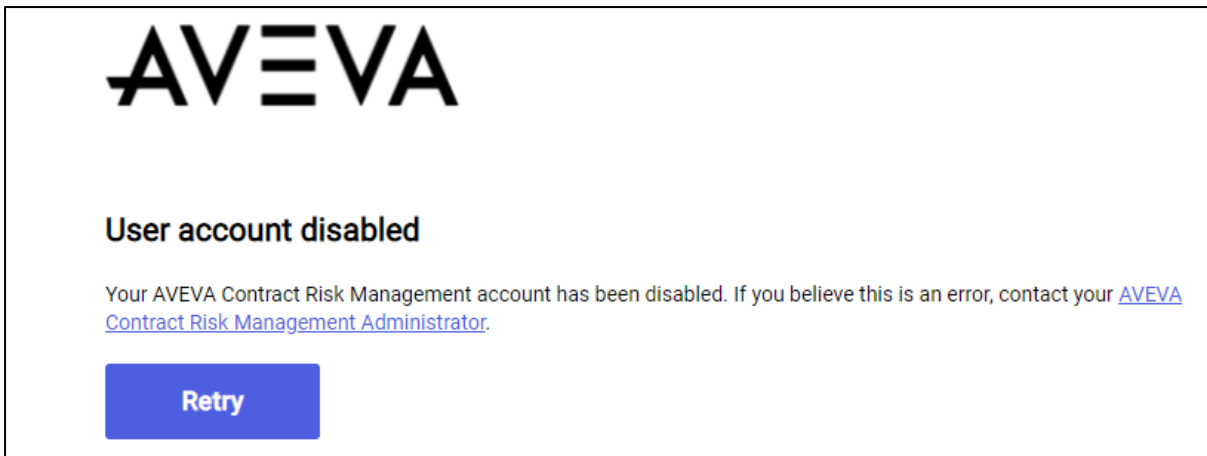 AVEVA
User account disabled
Your AVEVA Contract Risk Management account has been disabled. If you believe this is an error, contact your AVEVA
Contract Risk Management Administrator.
Retry